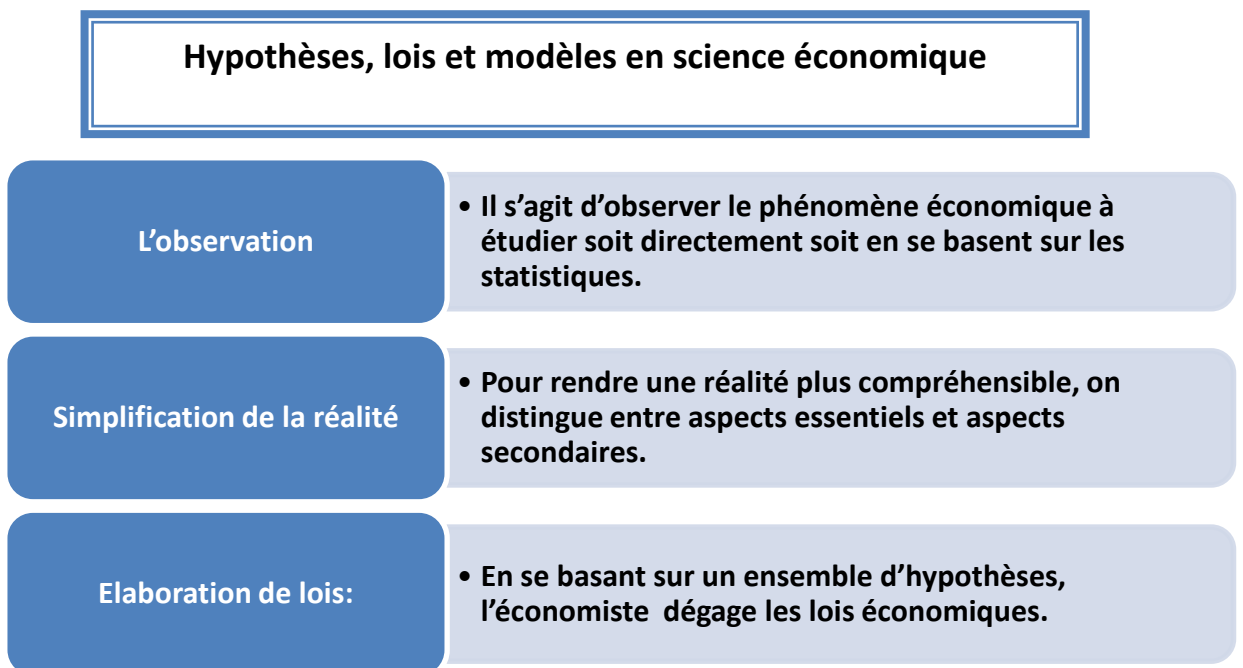 Hypothèses, lois et modèles en science économique
L’observation
• Il s’agit d’observer le phénomène économique à
étudier soit directement soit en se basent sur les
statistiques.
Simplification de la réalité
• Pour rendre une réalité plus compréhensible, on
distingue entre aspects essentiels et aspects
secondaires.
Elaboration de lois:
• En se basant sur un ensemble d’hypothèses,
l’économiste dégage les lois économiques.